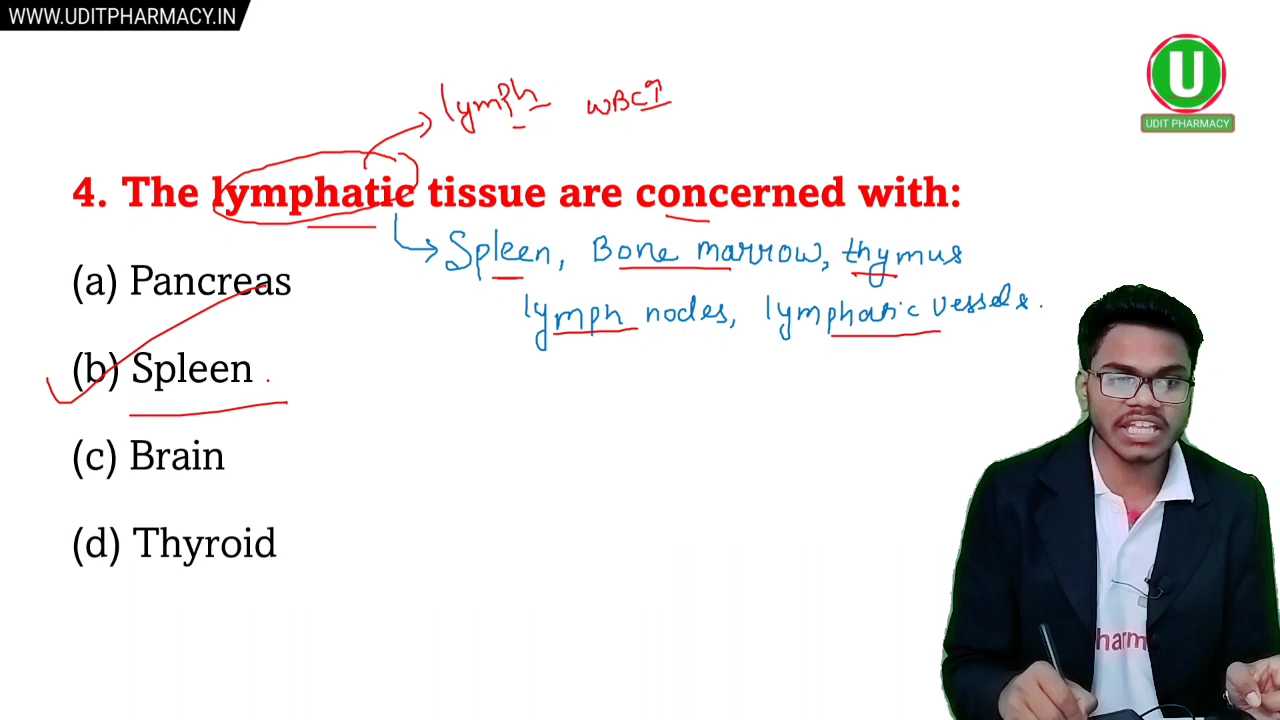 WWW.UDITPHARMACY.IN
U
UDIT PHARMACY
lymph WBC↑
4. The lymphatic tissue are concerned with:
Spleen, Bone marrow, thymus
(a) Pancreas
lymph nodes, lymphatic vessels.
(b) Spleen
(c) Brain
(d) Thyroid
harm